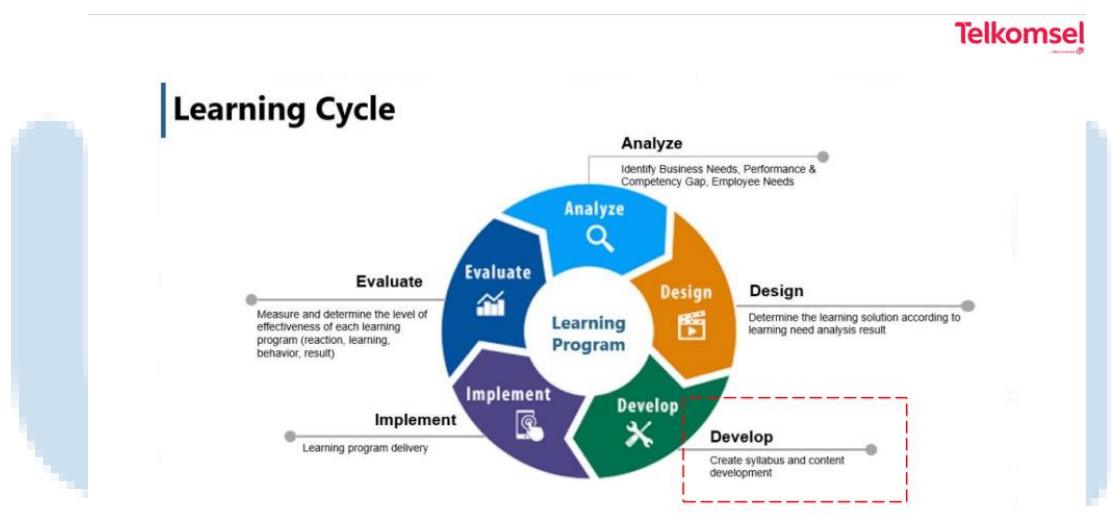 Telkomsel
Learning Cycle
Analyze
Identify Business Needs, Performance &
Competency Gap, Employee Needs
Analyze
Evaluate
Design
Learning
Program
Implement
Develop
Evaluate
Measure and determine the level of
effectiveness of each learning
program (reaction, learning,
behavior, result)
Design
Determine the learning solution according to
learning need analysis result
Implement
Learning program delivery
Develop
Create syllabus and content
development